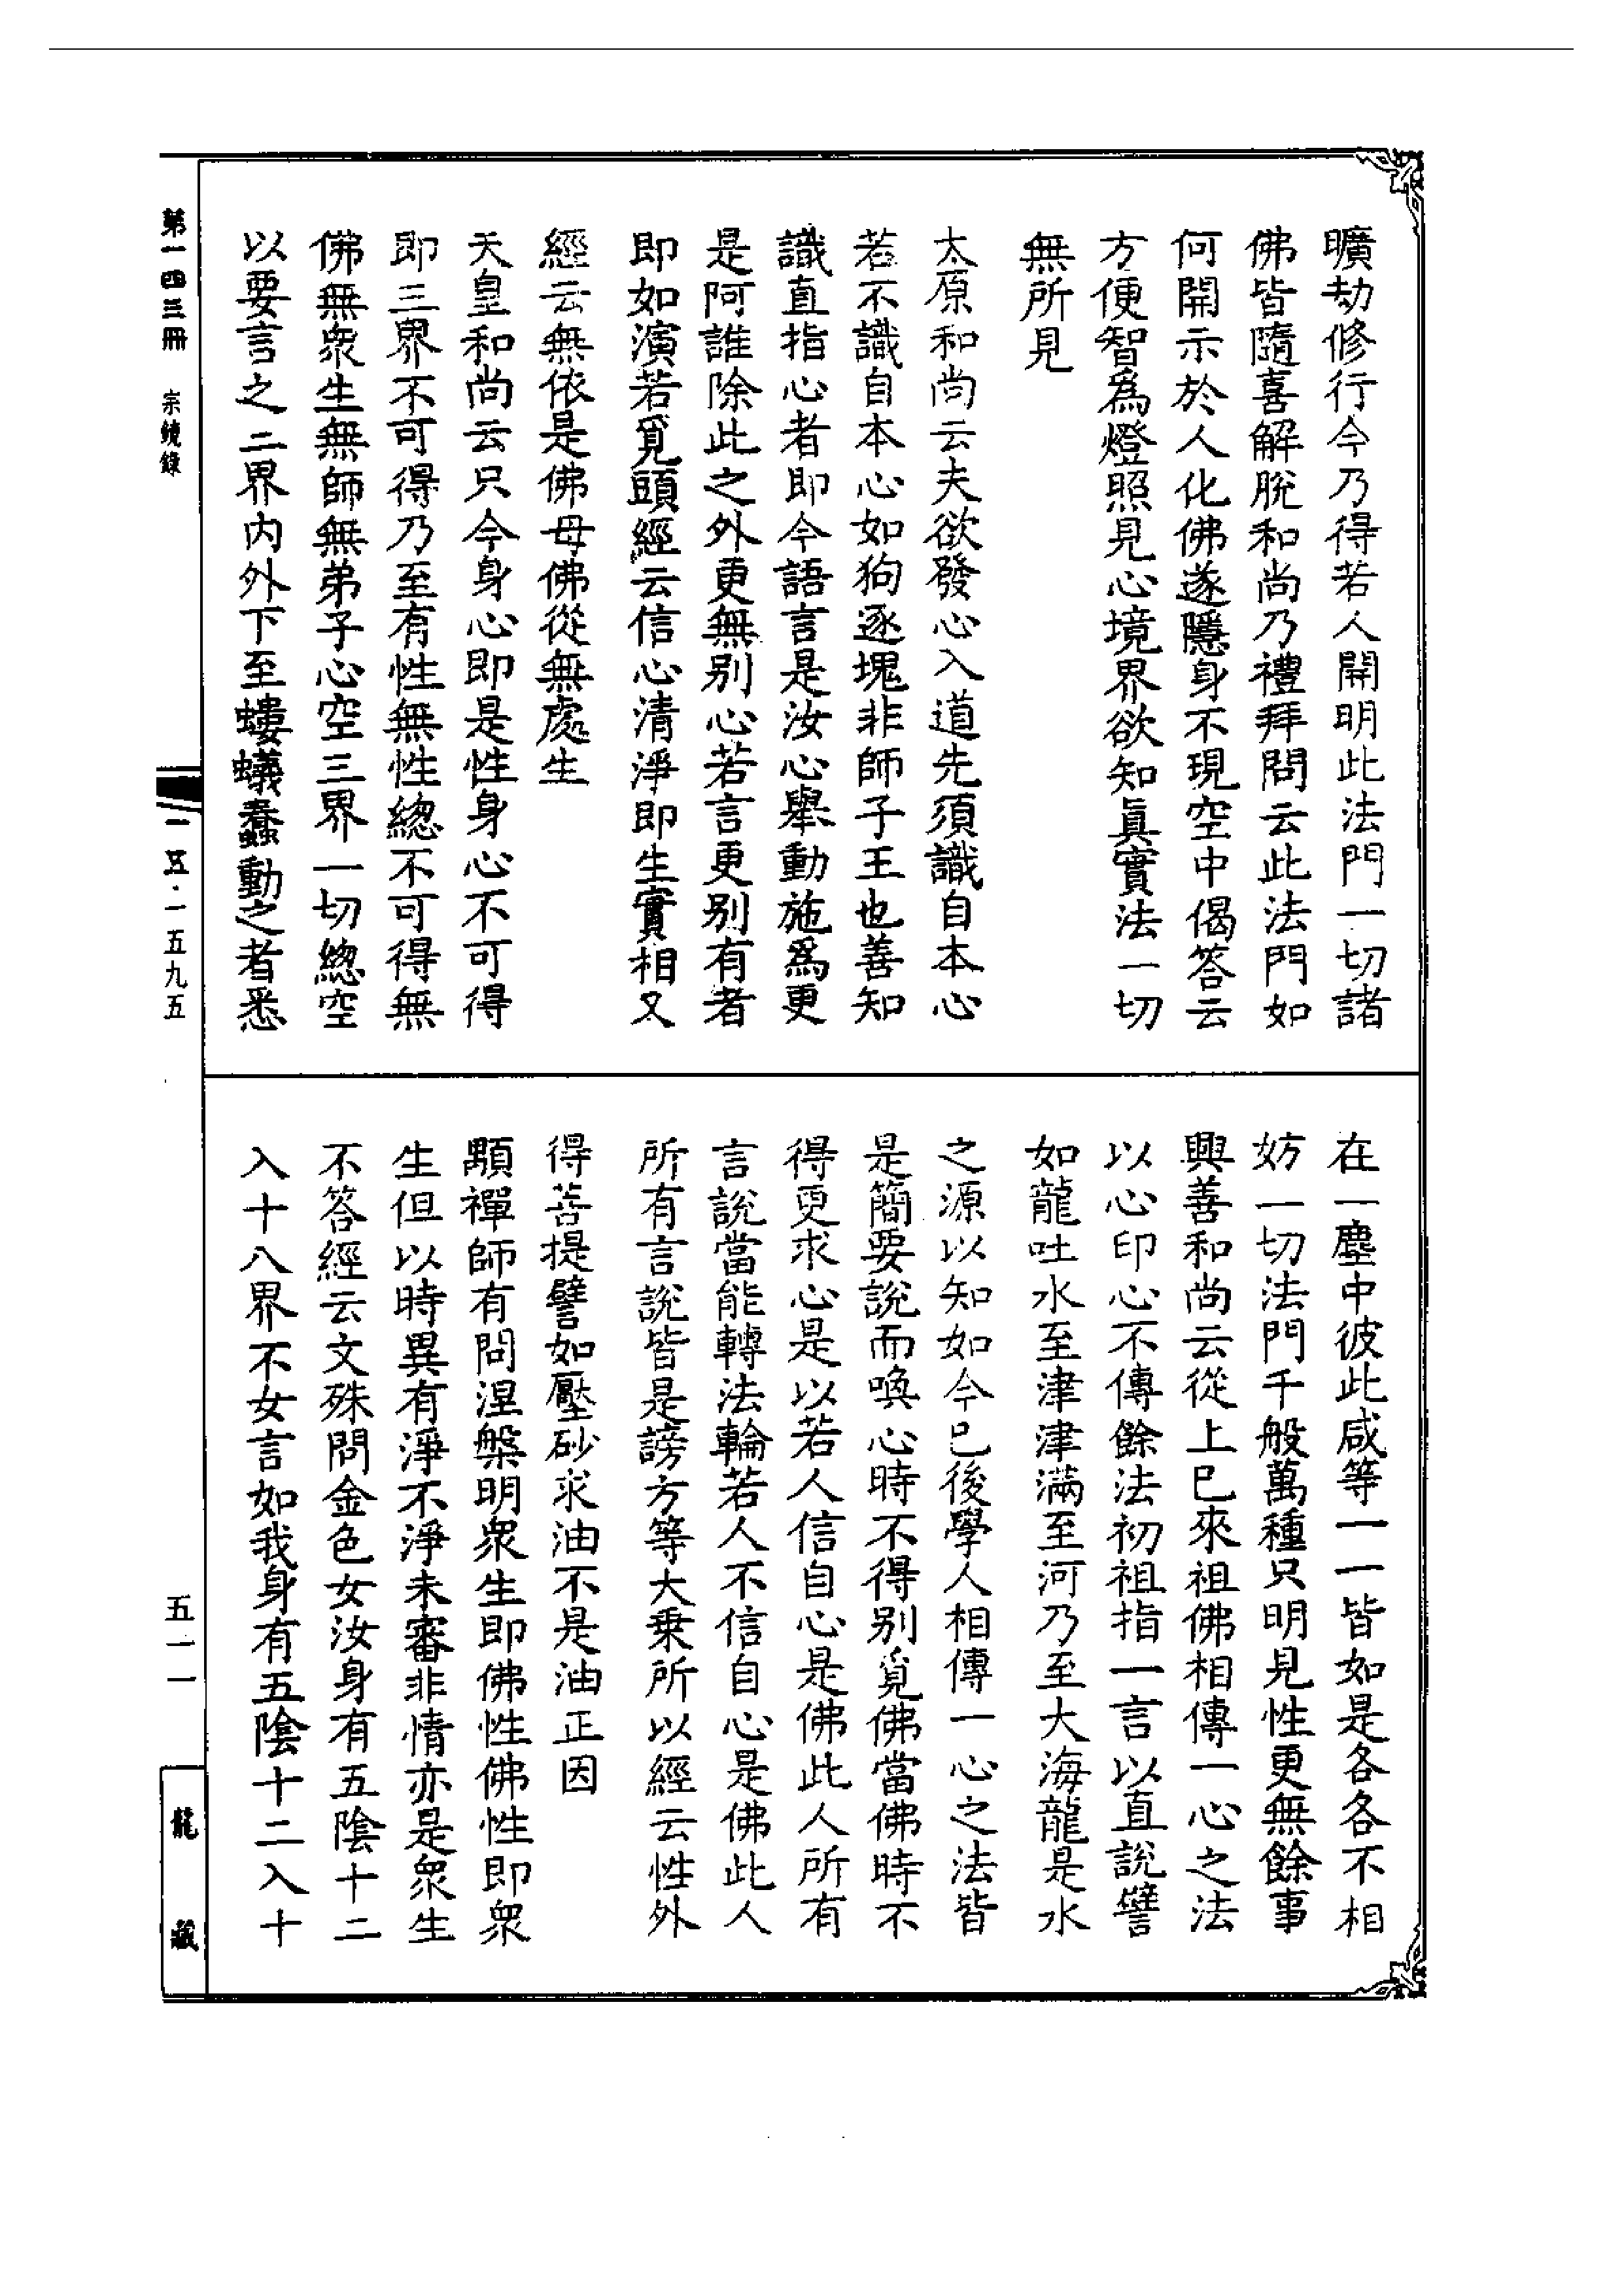 曠劫修行今乃得若人開明此法門一切諸
佛皆隨喜解脫和尚乃禮拜問云此法門如
何開示於人化佛遂隱身不現空中偈答云
方便智爲燈照見心境界欲知眞實法一切
無所見
太原和尚云夫欲發心入道先須識自本心
若不識自本心如狗逐塊非師子王也善知
識直指心者即今語言是汝心舉動施爲更
是阿誰除此之外更無別心若言更別有者
即如演若覓頭經云信心清淨即生實相又
經云無依是佛母佛從無處生
天皇和尚云只今身心即是性身心不可得
即三界不可得乃至有性無性總不可得無
佛無衆生無師無弟子心空三界一切總空
以要言之三界內外下至螻蟻蠢動之者悉
在一塵中彼此咸等一一皆如是各各不相
妨一切法門千般萬種只明見性更無餘事
興善和尚云從上已來祖佛相傳一心之法
以心印心不傳餘法初祖指一言以直說譬
如龍吐水至津津滿至河乃至大海龍是水
之源以知如今已後學人相傳一心之法皆
是簡要說而喚心時不得別覓佛當佛時不
得更求心是以若人信自心是佛此人所有
言說當能轉法輪若人不信自心是佛此人
所有言說皆是謗方等大乗所以經云性外
得菩提譬如壓砂求油不是油正因
顒禪師有問涅槃明衆生即佛性佛性即衆
生但以時異有淨不淨未審非情亦是衆生
不答經云文殊問金色女汝身有五陰十二
入十八界不女言如我身有五陰十二入十
第一四三冊 宗鏡錄
一一五·一五九五
五一一
龍藏